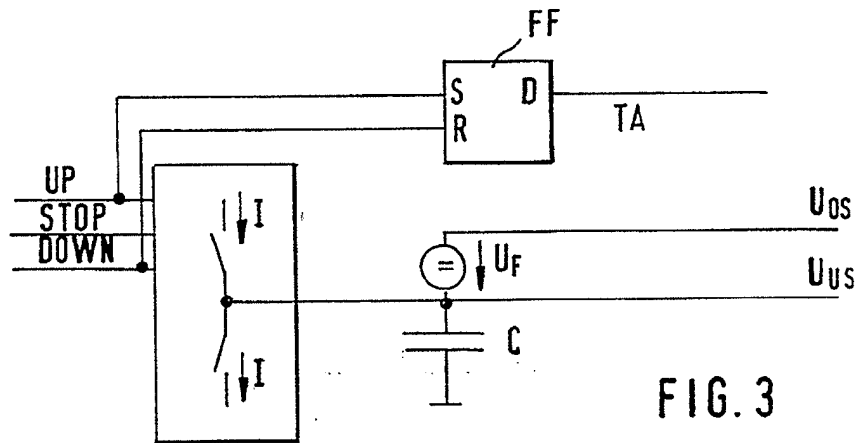 FF
S D
R
TA
UP
STOP
DOWN
I
I
=
U_F
U_OS
U_US
C
FIG. 3